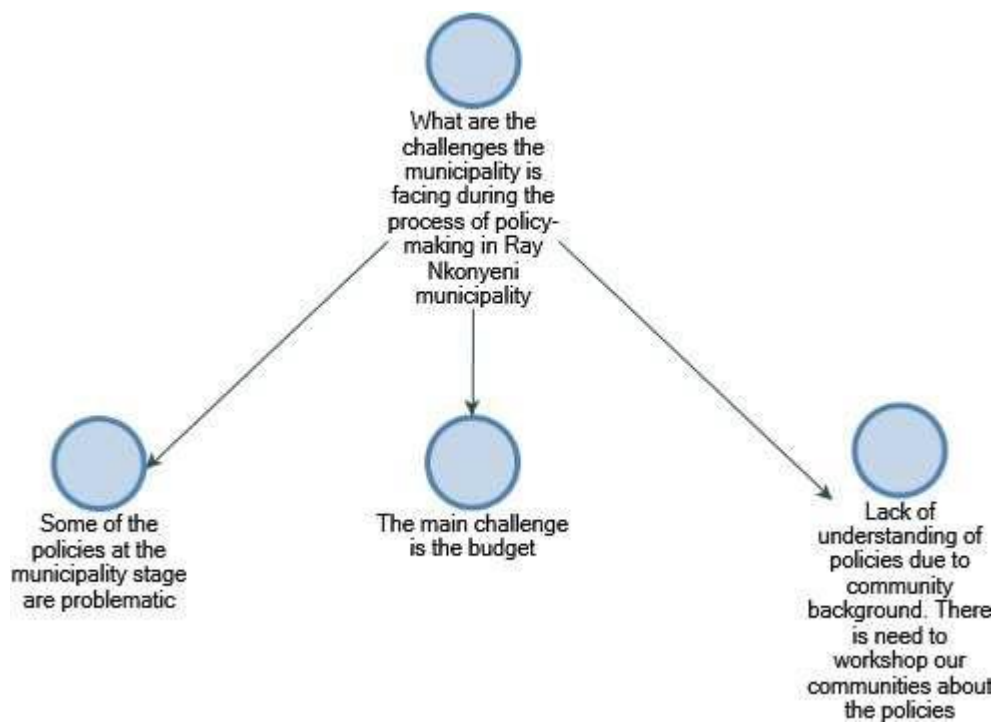 What are the
challenges the
municipality is
facing during the
process of policy-
making in Ray
Nkonyeni
municipality
Some of the
policies at the
municipality stage
are problematic
The main challenge
is the budget
Lack of
understanding of
policies due to
community
background. There
is need to
workshop our
communities about
the policies